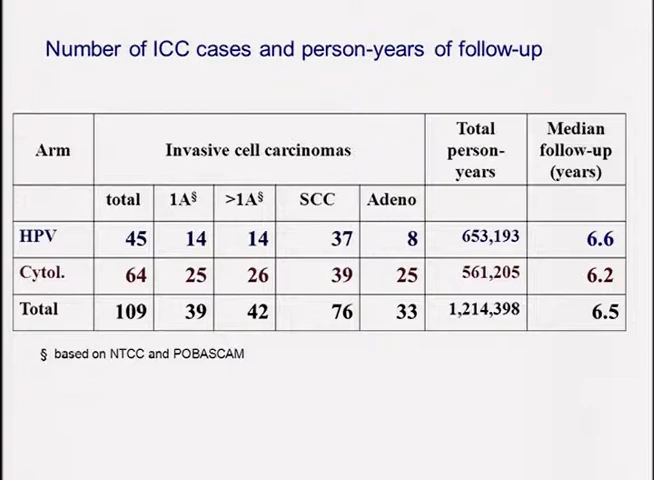 Number of ICC cases and person-years of follow-up
Arm Invasive cell carcinomas Total person-years Median follow-up (years)
total 1A§ >1A§ SCC Adeno
HPV 45 14 14 37 8 653,193 6.6
Cytol. 64 25 26 39 25 561,205 6.2
Total 109 39 42 76 33 1,214,398 6.5
§ based on NTCC and POBASCAM